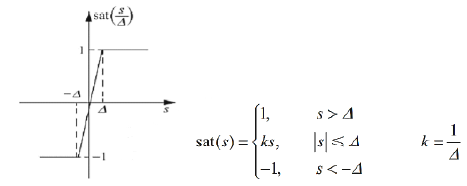 sat(s/Δ)
1
−Δ
Δ
s
−1
sat(s) = { 1, s > Δ
ks, |s| ≤ Δ
−1, s < −Δ
k = 1/Δ